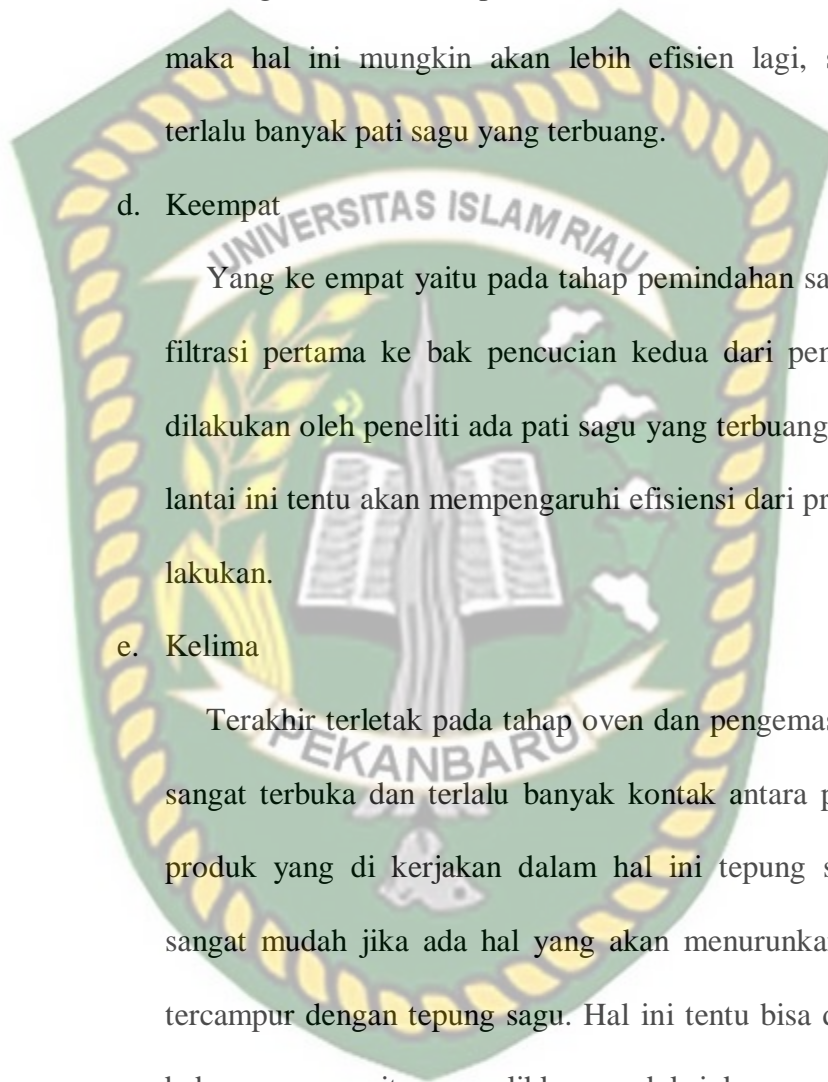 maka hal ini mungkin akan lebih efisien lagi,
terlalu banyak pati sagu yang terbuang.
d. Keempat
UNIVERSITAS ISLAM RIAU
Yang ke empat yaitu pada tahap pemindahan
filtrasi pertama ke bak pencucian kedua dari
dilakukan oleh peneliti ada pati sagu yang terbuang
lantai ini tentu akan mempengaruhi efisiensi dari
lakukan.
e. Kelima
Terakhir terletak pada tahap oven dan
PEKANBARU
sangat terbuka dan terlalu banyak kontak antara
produk yang di kerjakan dalam hal ini tepung
sangat mudah jika ada hal yang akan
tercampur dengan tepung sagu. Hal ini tentu bisa